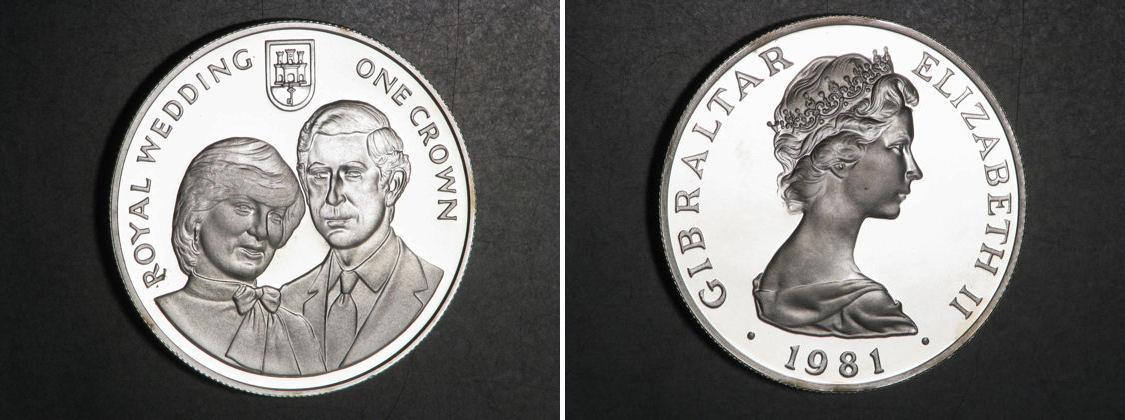 ROYAL WEDDING
ONE CROWN
GIBRALTAR
ELIZABETH II
1981